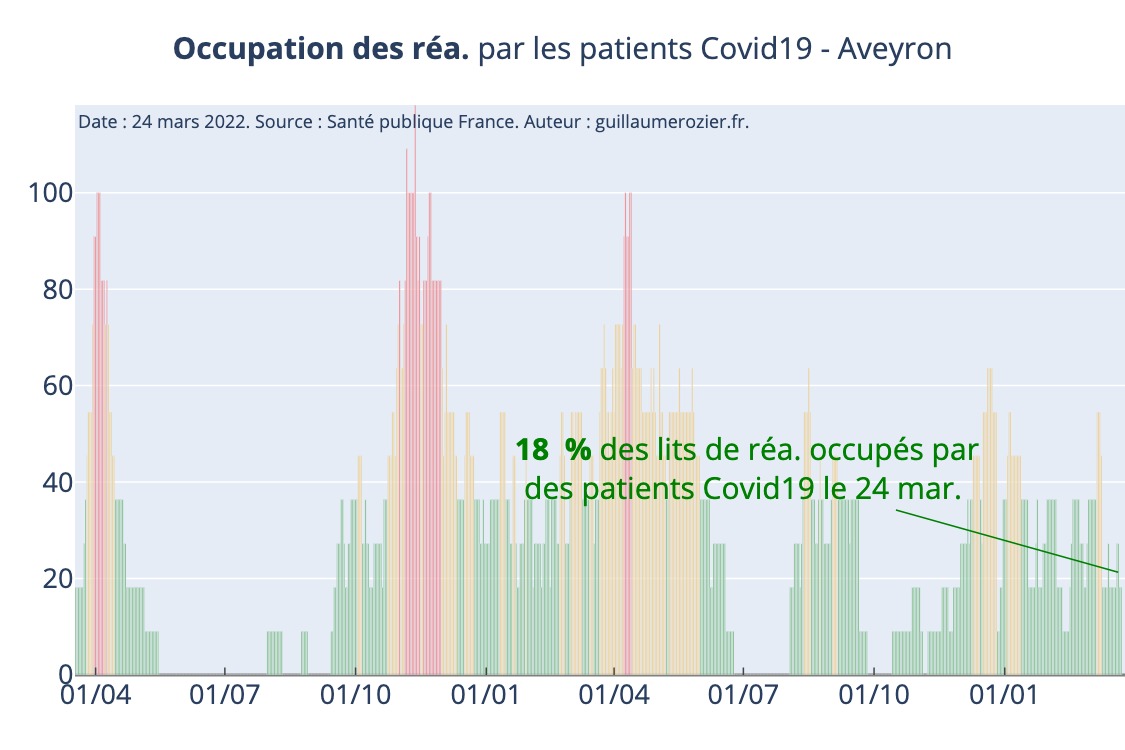 Occupation des réa. par les patients Covid19 - Aveyron
Date : 24 mars 2022. Source : Santé publique France. Auteur : guillaumerozier.fr.
100
80
60
18 % des lits de réa. occupés par
40
des patients Covid19 le 24 mar.
20
0
01/04 01/07 01/10 01/01 01/04 01/07 01/10 01/01